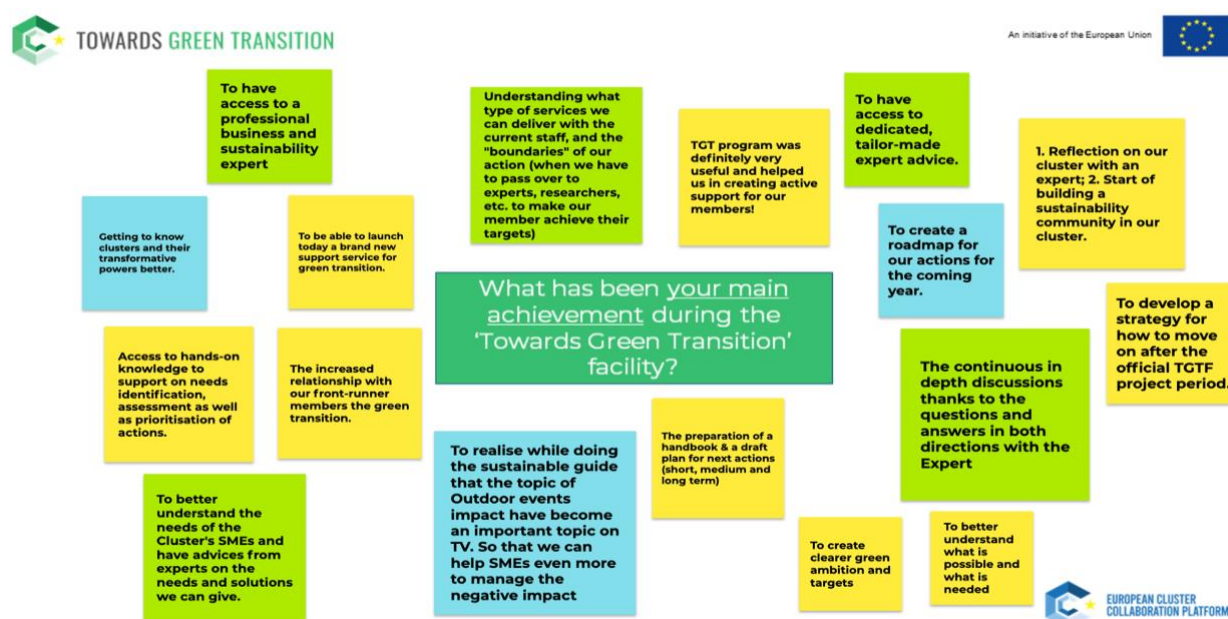 TOWARDS GREEN TRANSITION
An initiative of the European Union
To have
access to a
professional
business and
sustainability
expert
Understanding what
type of services we
can deliver with the
current staff, and the
"boundaries" of our
action (when we have
to pass over to
experts, researchers,
etc. to make our
member achieve their
targets)
TGT program was
definitely very
useful and helped
us in creating active
support for our
members!
To have
access to
dedicated,
tailor-made
expert advice.
1. Reflection on our
cluster with an
expert; 2. Start of
building a
sustainability
community in our
cluster.
Getting to know
clusters and their
transformative
powers better.
To be able to launch
today a brand new
support service for
green transition.
To create a
roadmap for
our actions for
the coming
year.
What has been your main
achievement during the
‘Towards Green Transition’
facility?
To develop a
strategy for
how to move
on after the
official TGTF
project period.
Access to hands-on
knowledge to
support on needs
identification,
assessment as well
as prioritisation of
actions.
The increased
relationship with
our front-runner
members the green
transition.
The continuous in
depth discussions
thanks to the
questions and
answers in both
directions with the
Expert
To realise while doing
the sustainable guide
that the topic of
Outdoor events
impact have become
an important topic on
TV. So that we can
help SMEs even more
to manage the
negative impact
The preparation of a
handbook & a draft
plan for next actions
(short, medium and
long term)
To better
understand the
needs of the
Cluster's SMEs and
have advices from
experts on the
needs and solutions
we can give.
To create
clearer green
ambition and
targets
To better
understand
what is
possible and
what is
needed
EUROPEAN CLUSTER
COLLABORATION PLATFORM